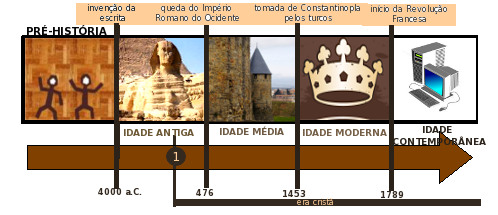 invenção da
escrita
queda do Império
Romano do Ocidente
tomada de Constantinopla
pelos turcos
início da Revolução
Francesa
PRÉ-HISTÓRIA
IDADE ANTIGA
IDADE MÉDIA
IDADE MODERNA
IDADE
CONTEMPORÂNEA
1
4000 a.C.
476
1453
1789
era cristã